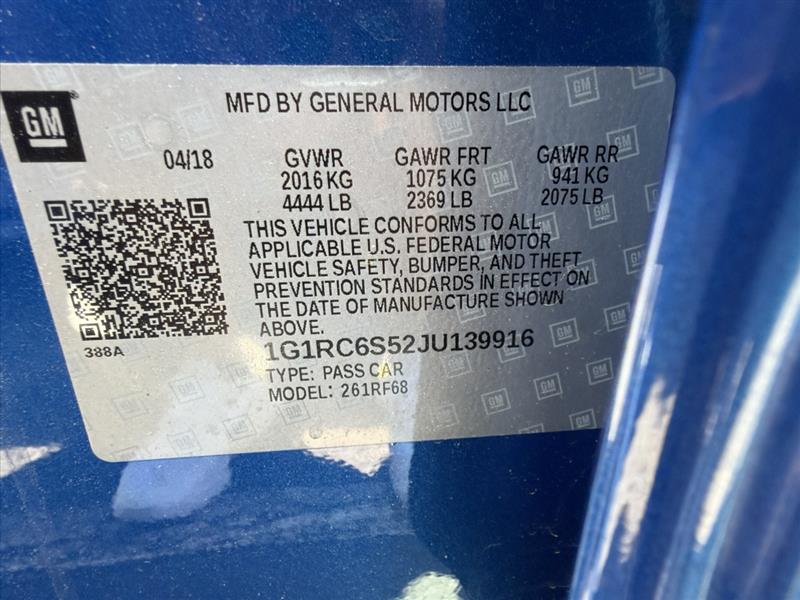 GM
MFD BY GENERAL MOTORS LLC
04/18 GVWR GAWR FRT GAWR RR
2016 KG 1075 KG 941 KG
4444 LB 2369 LB 2075 LB
THIS VEHICLE CONFORMS TO ALL
APPLICABLE U.S. FEDERAL MOTOR
VEHICLE SAFETY, BUMPER, AND THEFT
PREVENTION STANDARDS IN EFFECT ON
THE DATE OF MANUFACTURE SHOWN
ABOVE.
388A
1G1RC6S52JU139916
TYPE: PASS CAR
MODEL: 261RF68